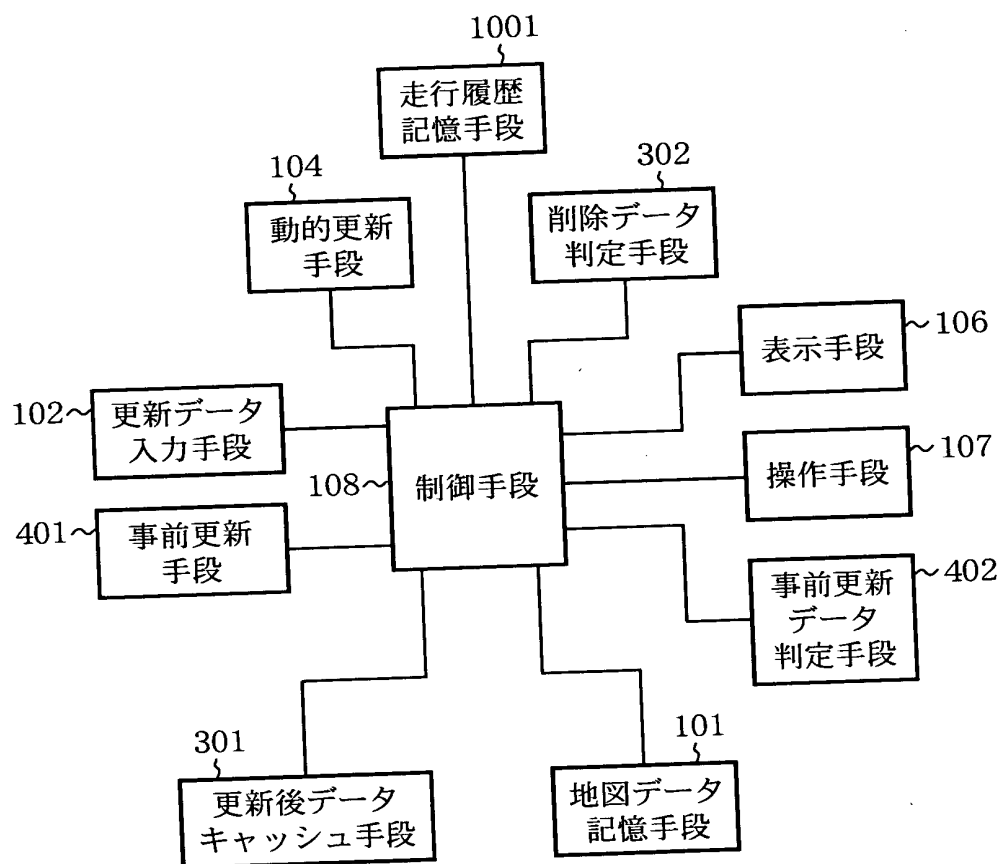 1001
走行履歴
記憶手段
104
動的更新
手段
302
削除データ
判定手段
106
表示手段
102
更新データ
入力手段
108
制御手段
107
操作手段
401
事前更新
手段
402
事前更新
データ
判定手段
301
更新後データ
キャッシュ手段
101
地図データ
記憶手段